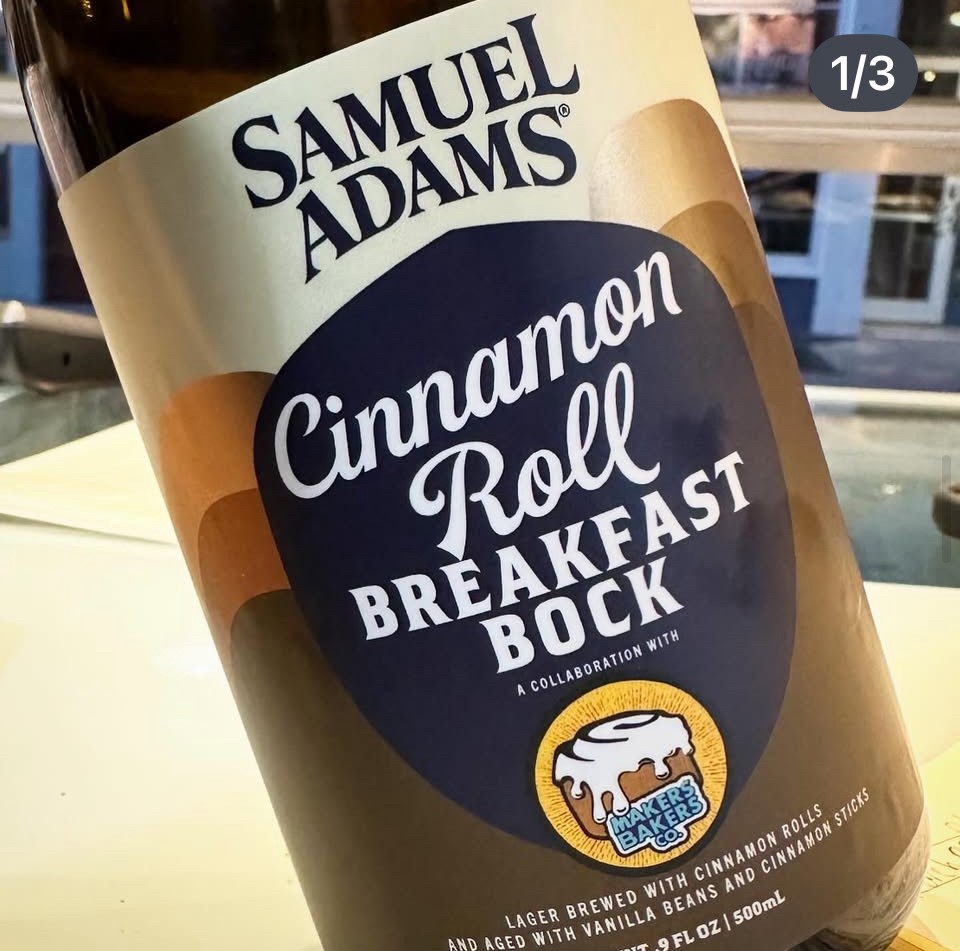 1/3
SAMUEL
ADAMS®
Cinnamon
Roll
BREAKFAST
BOCK
A COLLABORATION WITH
MAKERS
BAKERS
CO.
LAGER BREWED WITH CINNAMON ROLLS
AND AGED WITH VANILLA BEANS AND CINNAMON STICKS
.9 FL OZ | 500mL